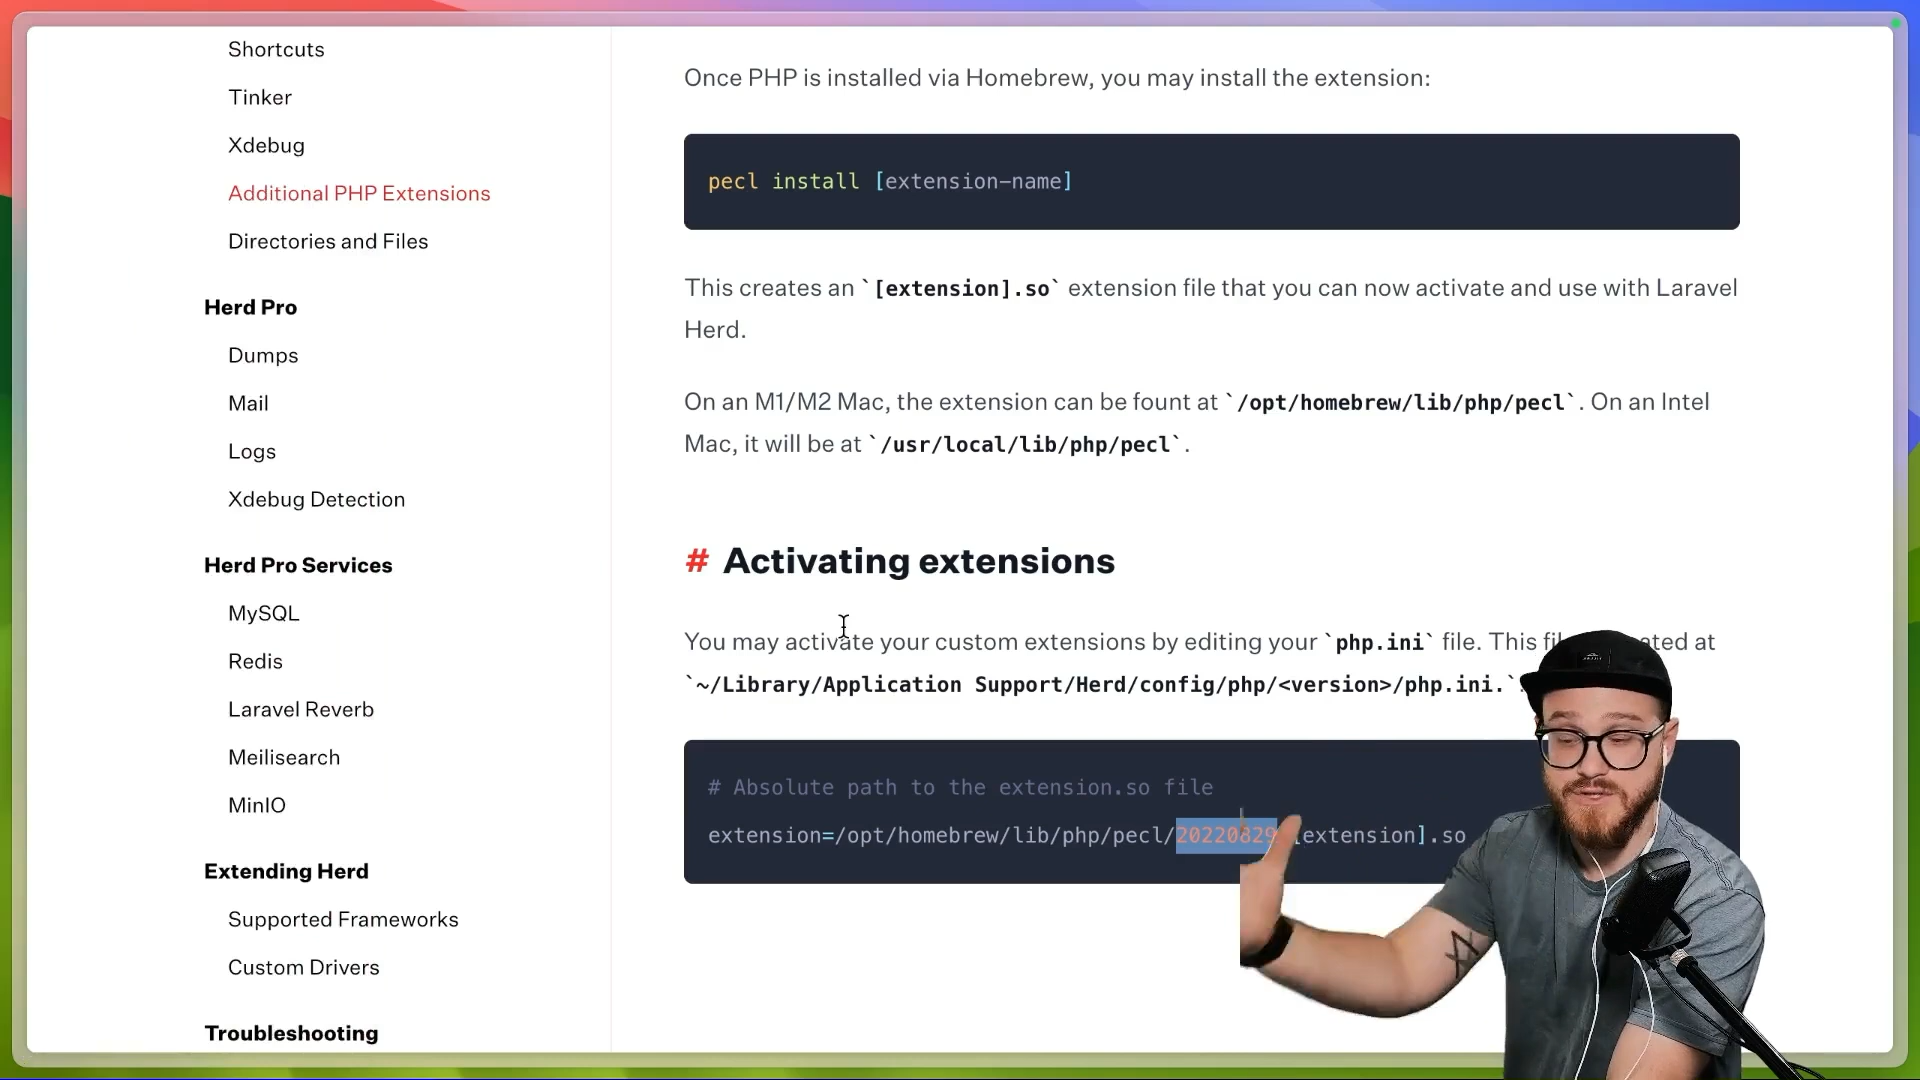 Shortcuts
Tinker
Xdebug
Additional PHP Extensions
Directories and Files
Herd Pro
Dumps
Mail
Logs
Xdebug Detection
Herd Pro Services
MySQL
Redis
Laravel Reverb
Meilisearch
MinIO
Extending Herd
Supported Frameworks
Custom Drivers
Troubleshooting
Once PHP is installed via Homebrew, you may install the extension:
pecl install [extension-name]
This creates an `[extension].so` extension file that you can now activate and use with Laravel
Herd.
On an M1/M2 Mac, the extension can be fount at `/opt/homebrew/lib/php/pecl`. On an Intel
Mac, it will be at `/usr/local/lib/php/pecl`.
# Activating extensions
You may activate your custom extensions by editing your `php.ini` file. This
at
`~/Library/Application Support/Herd/config/php/<version>/php.ini.`
# Absolute path to the extension.so file
extension=/opt/homebrew/lib/php/pecl/20220829 [extension].so